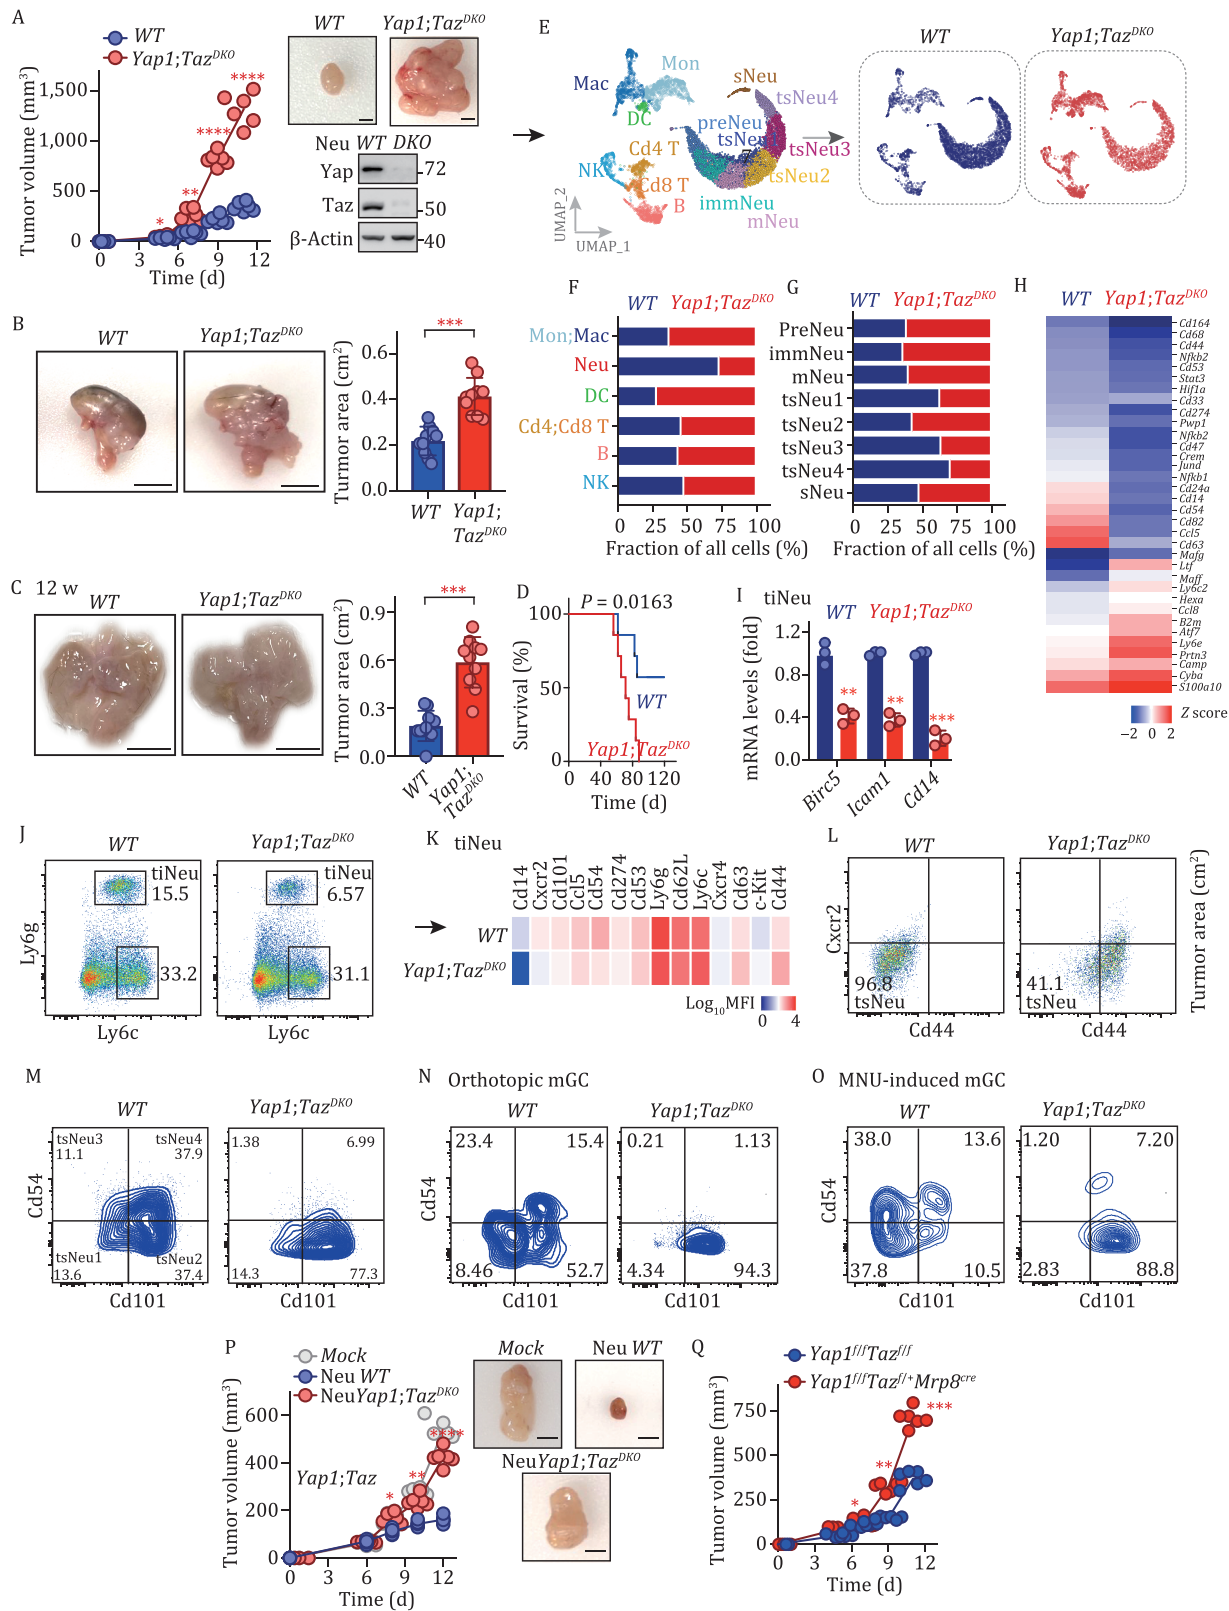 A
WT
Yap1;Taz^DKO
Tumor volume (mm³)
1,500
1,000
500
0
****
****
**
*
0 3 6 9 12
Time (d)
WT
Yap1;Taz^DKO
Neu WT DKO
Yap
-72
Taz
-50
β-Actin
-40
E
Mac
Mon
DC
NK
Cd4 T
Cd8 T
B
sNeu
tsNeu4
preNeu
tsNeu1
tsNeu3
tsNeu2
immNeu
mNeu
UMAP_2
UMAP_1
WT
Yap1;Taz^DKO
B
WT
Yap1;Taz^DKO
Turmor area (cm²)
0.6
0.4
0.2
0.0
***
WT
Yap1;
Taz^DKO
F
WT Yap1;Taz^DKO
Mon;Mac
Neu
DC
Cd4;Cd8 T
B
NK
0 25 50 75 100
Fraction of all cells (%)
G
WT Yap1;Taz^DKO
PreNeu
immNeu
mNeu
tsNeu1
tsNeu2
tsNeu3
tsNeu4
sNeu
0 25 50 75 100
Fraction of all cells (%)
H
WT Yap1;Taz^DKO
Cd164
Cd68
Cd44
Nfkb2
Cd53
Stat3
Hif1a
Cd33
Cd274
Pwp1
Nfkb2
Cd47
Crem
Jund
Nfkb1
Cd24a
Cd14
Cd54
Cd82
Ccl5
Cd63
Mafg
Ltf
Maff
Ly6c2
Hexa
Ccl8
B2m
Atf7
Ly6e
Prtn3
Camp
Cyba
S100a10
Z score
−2 0 2
C 12 w
WT
Yap1;Taz^DKO
Turmor area (cm²)
0.9
0.6
0.3
0.0
***
WT
Yap1;
Taz^DKO
D
P = 0.0163
Survival (%)
100
50
0
WT
Yap1;Taz^DKO
0 40 80 120
Time (d)
I tiNeu
WT Yap1;Taz^DKO
mRNA levels (fold)
1.2
0.8
0.4
0.0
**
**
***
Birc5
Icam1
Cd14
J
WT
Yap1;Taz^DKO
tiNeu
15.5
33.2
tiNeu
6.57
31.1
Ly6g
Ly6c
Ly6c
K tiNeu
Cd14
Cxcr2
Cd101
Ccl5
Cd54
Cd274
Cd53
Ly6g
Cd62L
Ly6c
Cxcr4
Cd63
c-Kit
Cd44
WT
Yap1;Taz^DKO
Log₁₀MFI
0 4
L
WT
Yap1;Taz^DKO
Cxcr2
96.8
tsNeu
41.1
tsNeu
Cd44
Cd44
Turmor area (cm²)
M
WT
Yap1;Taz^DKO
Cd54
tsNeu3
11.1
tsNeu4
37.9
tsNeu1
13.6
tsNeu2
37.4
1.38
6.99
14.3
77.3
Cd101
Cd101
N Orthotopic mGC
WT
Yap1;Taz^DKO
Cd54
23.4
15.4
8.46
52.7
0.21
1.13
4.34
94.3
Cd101
Cd101
O MNU-induced mGC
WT
Yap1;Taz^DKO
Cd54
38.0
13.6
37.8
10.5
1.20
7.20
2.83
88.8
Cd101
Cd101
P
Mock
Neu WT
NeuYap1;Taz^DKO
Tumor volume (mm³)
600
400
200
0
Yap1;Taz
*
**
****
0 3 6 9 12
Time (d)
Mock
Neu WT
NeuYap1;Taz^DKO
Q
Yap1^f/fTaz^f/f
Yap1^f/fTaz^f/+Mrp8^cre
Tumor volume (mm³)
750
500
250
0
*
**
***
0 3 6 9 12
Time (d)